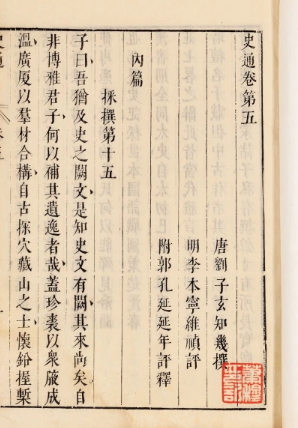 史通卷第五
唐劉子玄知幾撰
明李本寧維禎評
附郭孔延延年評釋
內篇
採撰第十五
子曰吾猶及史之闕文是知史文有闕其來尚矣自
非博雅君子何以補其遺逸者哉蓋珍裘以衆腋成
溫廣厦以羣材合搆自古探穴藏山之士懷鉛握槧
史通